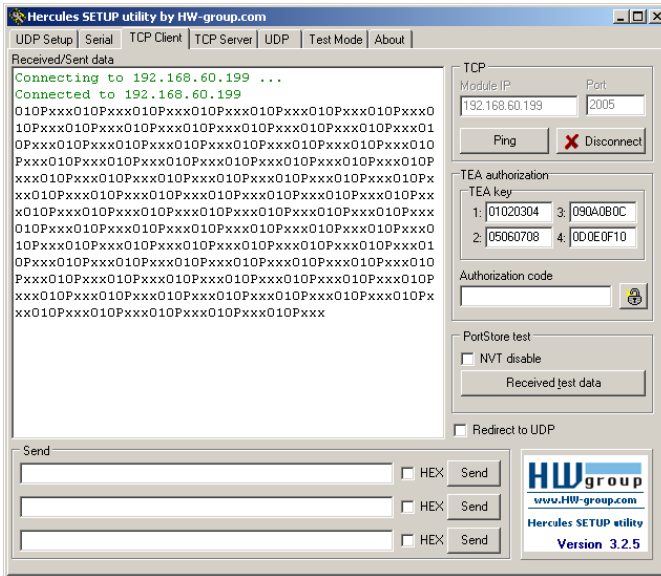 Hercules SETUP utility by HW-group.com
UDP Setup
Serial
TCP Client
TCP Server
UDP
Test Mode
About
Received/Sent data
Connecting to 192.168.60.199 ...
Connected to 192.168.60.199
010Pxxx010Pxxx010Pxxx010Pxxx010Pxxx010Pxxx010Pxxx0
10Pxxx010Pxxx010Pxxx010Pxxx010Pxxx010Pxxx010Pxxx01
0Pxxx010Pxxx010Pxxx010Pxxx010Pxxx010Pxxx010Pxxx010
Pxxx010Pxxx010Pxxx010Pxxx010Pxxx010Pxxx010Pxxx010P
xxx010Pxxx010Pxxx010Pxxx010Pxxx010Pxxx010Pxxx010Px
xx010Pxxx010Pxxx010Pxxx010Pxxx010Pxxx010Pxxx010Pxx
x010Pxxx010Pxxx010Pxxx010Pxxx010Pxxx010Pxxx010Pxxx
010Pxxx010Pxxx010Pxxx010Pxxx010Pxxx010Pxxx010Pxxx0
10Pxxx010Pxxx010Pxxx010Pxxx010Pxxx010Pxxx010Pxxx01
0Pxxx010Pxxx010Pxxx010Pxxx010Pxxx010Pxxx010Pxxx010
Pxxx010Pxxx010Pxxx010Pxxx010Pxxx010Pxxx010Pxxx010P
xxx010Pxxx010Pxxx010Pxxx010Pxxx010Pxxx010Pxxx010Px
xx010Pxxx010Pxxx010Pxxx010Pxxx010Pxxx
TCP
Module IP Port
192.168.60.199 2005
Ping Disconnect
TEA authorization
TEA key
1: 01020304 3: 090A0B0C
2: 05060708 4: 0D0E0F10
Authorization code
PortStore test
NVT disable
Received test data
Redirect to UDP
Send
HEX Send
HEX Send
HEX Send
HW group
www.HW-group.com
Hercules SETUP utility
Version 3.2.5